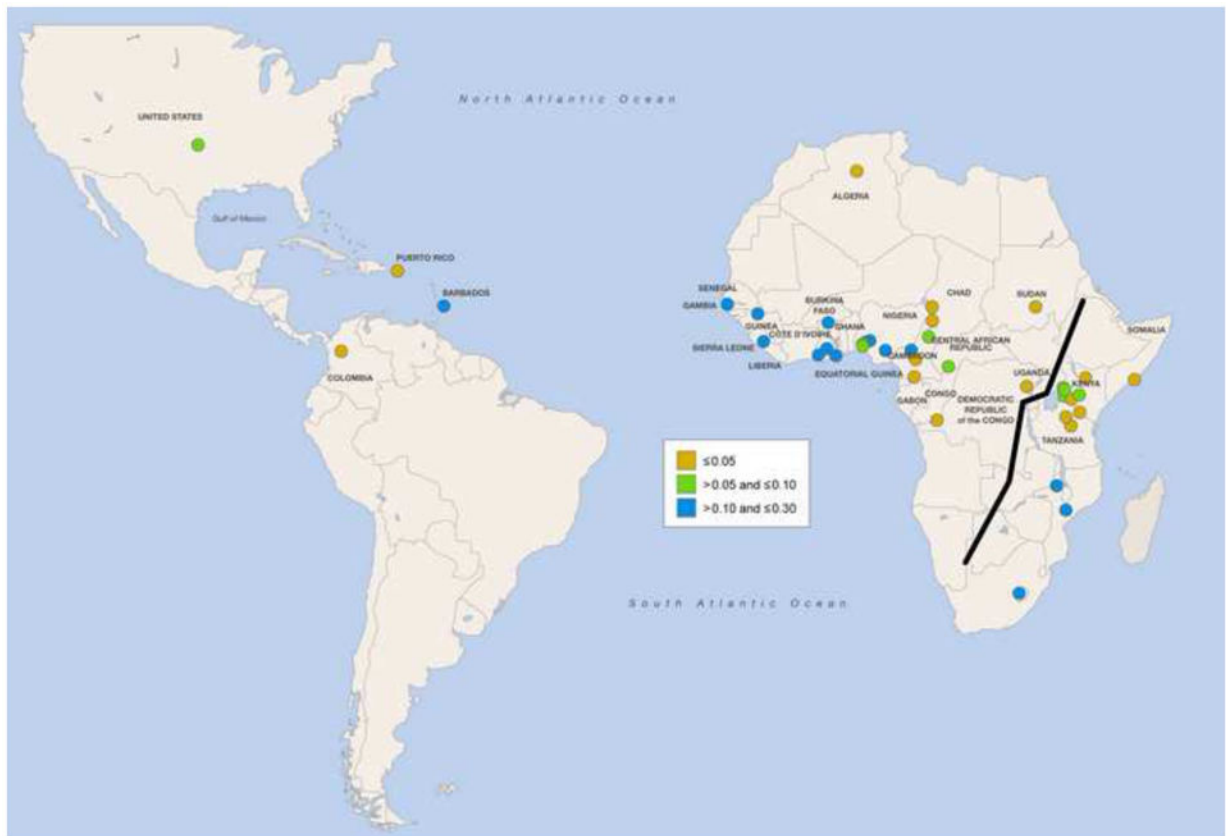 North Atlantic Ocean
UNITED STATES
Gulf of Mexico
PUERTO RICO
BARBADOS
COLOMBIA
ALGERIA
SENEGAL
GAMBIA
GUINEA
SIERRA LEONE
LIBERIA
COTE D'IVOIRE
BURKINA
FASO
GHANA
NIGERIA
CHAD
SUDAN
SOMALIA
CENTRAL AFRICAN
REPUBLIC
CAMEROON
EQUATORIAL GUINEA
GABON
CONGO
DEMOCRATIC
REPUBLIC
of the CONGO
UGANDA
KENYA
TANZANIA
≤0.05
>0.05 and ≤0.10
>0.10 and ≤0.30
South Atlantic Ocean